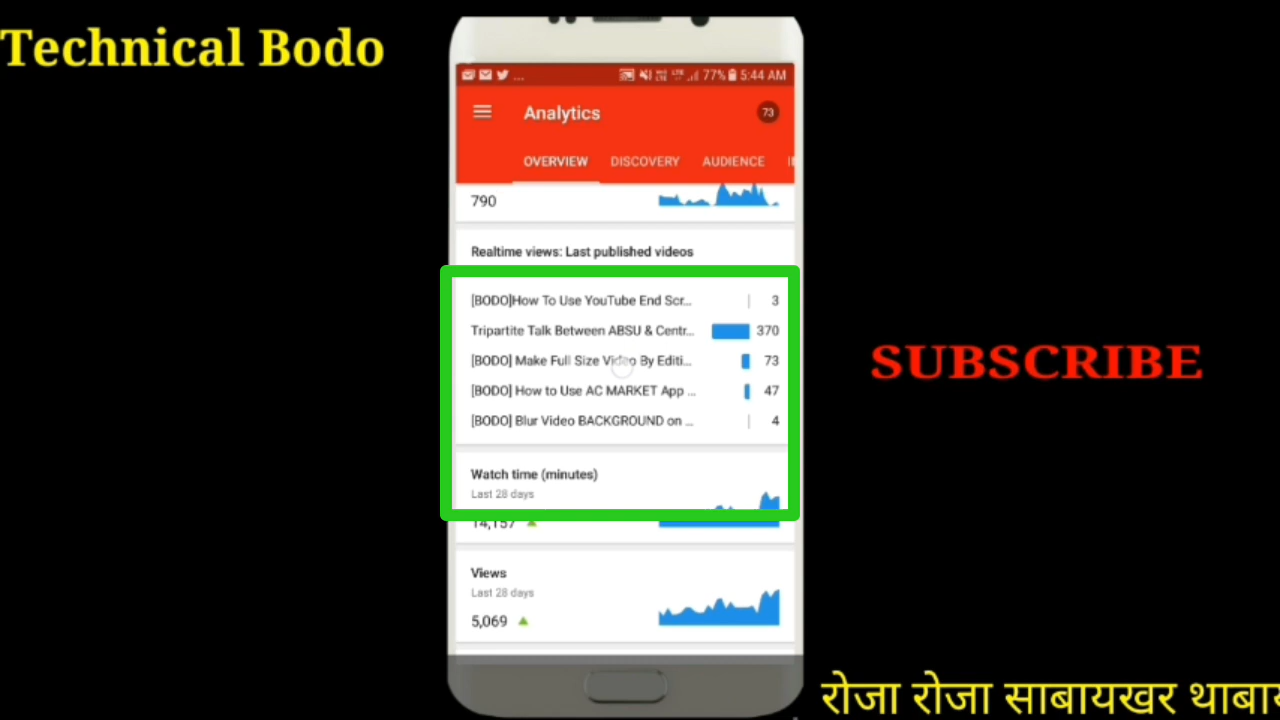 Technical Bodo
... 77% 5:44 AM
Analytics
73
OVERVIEW DISCOVERY AUDIENCE
790
Realtime views: Last published videos
[BODO]How To Use YouTube End Scr... 3
Tripartite Talk Between ABSU & Centr... 370
[BODO] Make Full Size Video By Editi... 73
[BODO] How to Use AC MARKET App ... 47
[BODO] Blur Video BACKGROUND on ... 4
Watch time (minutes)
Last 28 days
14,157
Views
Last 28 days
5,069
SUBSCRIBE
रोजा रोजा साबायखर